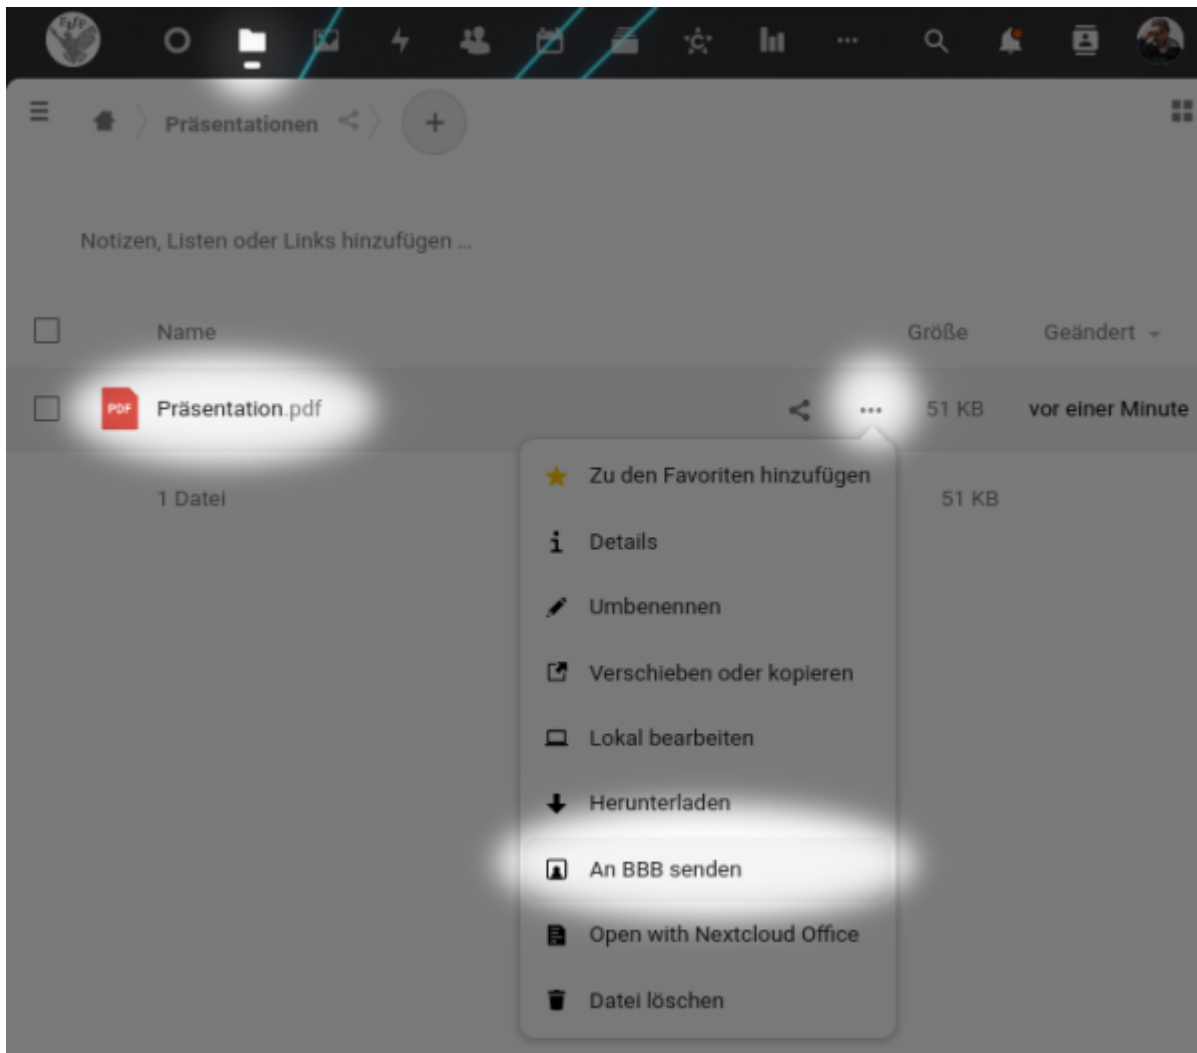 FIfF
Präsentationen
Notizen, Listen oder Links hinzufügen ...
Name Größe Geändert
PDF Präsentation.pdf 51 KB vor einer Minute
1 Datei 51 KB
Zu den Favoriten hinzufügen
Details
Umbenennen
Verschieben oder kopieren
Lokal bearbeiten
Herunterladen
An BBB senden
Open with Nextcloud Office
Datei löschen